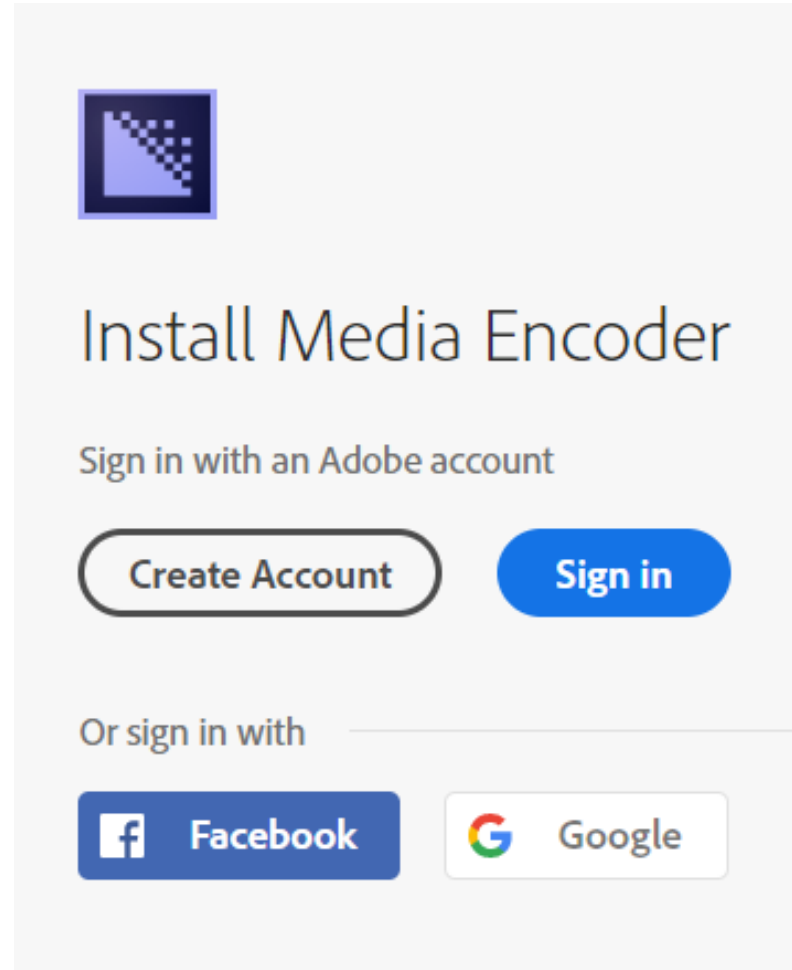 Install Media Encoder
Sign in with an Adobe account
Create Account Sign in
Or sign in with
Facebook Google